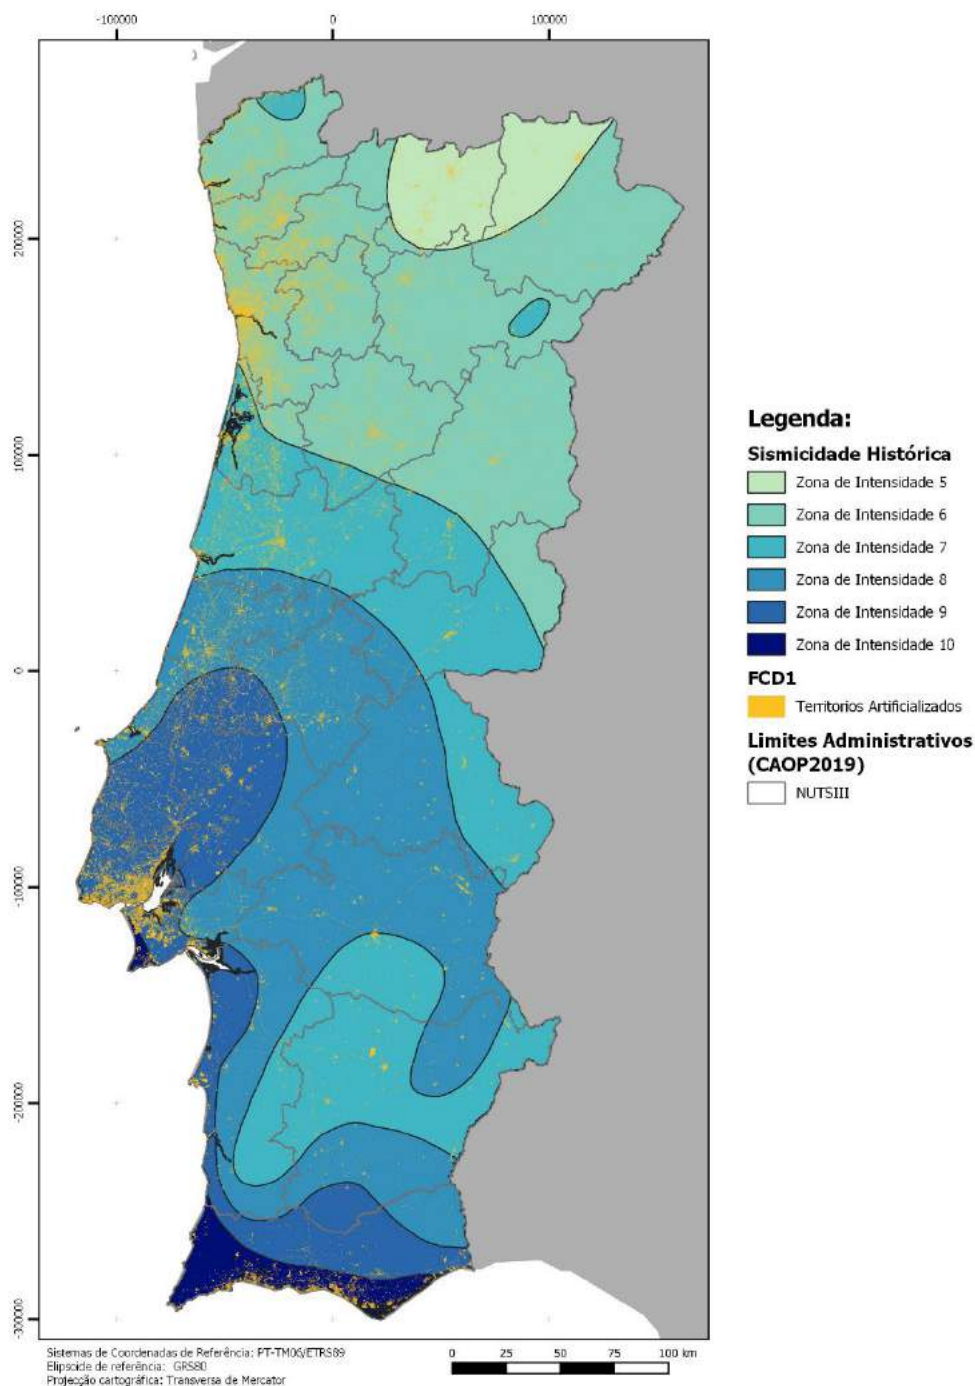 -100000
0
100000
200000
100000
0
-100000
-200000
-300000
Legenda:
Sismicidade Histórica
Zona de Intensidade 5
Zona de Intensidade 6
Zona de Intensidade 7
Zona de Intensidade 8
Zona de Intensidade 9
Zona de Intensidade 10
FCD1
Territorios Artificializados
Limites Administrativos
(CAOP2019)
NUTSIII
Sistemas de Coordenadas de Referência: PT-TM06/ETRS89
Elipsoide de referência: GRS80
Projecção cartográfica: Transversa de Mercator
0 25 50 75 100 km